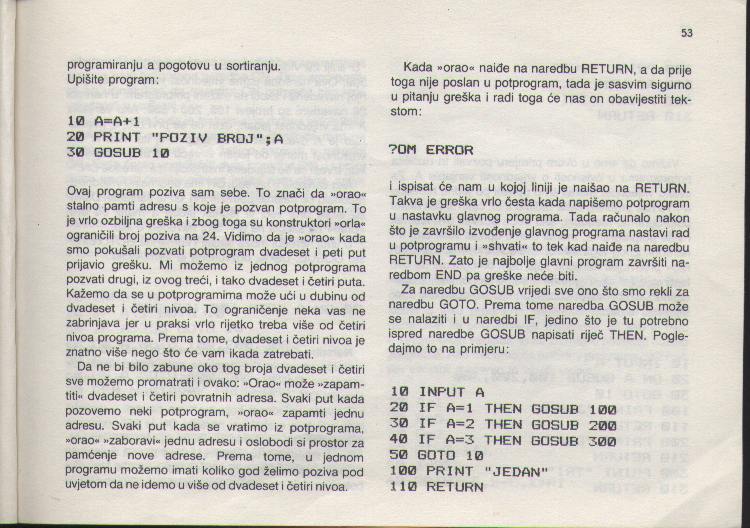 53
programiranju a pogotovu u sortiranju.
Upišite program:
10 A=A+1
20 PRINT "POZIV BROJ";A
30 GOSUB 10
Ovaj program poziva sam sebe. To znači da »orao«
stalno pamti adresu s koje je pozvan potprogram. To
je vrlo ozbiljna greška i zbog toga su konstruktori »orla«
ograničili broj poziva na 24. Vidimo da je »orao« kada
smo pokušali pozvati potprogram dvadeset i peti put
prijavio grešku. Mi možemo iz jednog potprograma
pozvati drugi, iz ovog treći, i tako dvadeset i četiri puta.
Kažemo da se u potprogramima može ući u dubinu od
dvadeset i četiri nivoa. To ograničenje neka vas ne
zabrinjava jer u praksi vrlo rijetko treba više od četiri
nivoa programa. Prema tome, dvadeset i četiri nivoa je
znatno više nego što će vam ikada zatrebati.
Da ne bi bilo zabune oko tog broja dvadeset i četiri
sve možemo promatrati i ovako: »Orao« može »zapam-
titi« dvadeset i četiri povratnih adresa. Svaki put kada
pozovemo neki potprogram, »orao« zapamti jednu
adresu. Svaki put kada se vratimo iz potprograma,
»orao« »zaboravi« jednu adresu i oslobodi si prostor za
pamćenje nove adrese. Prema tome, u jednom
programu možemo imati koliko god želimo poziva pod
uvjetom da ne idemo u više od dvadeset i četiri nivoa.
Kada »orao« naiđe na naredbu RETURN, a da prije
toga nije poslan u potprogram, tada je sasvim sigurno
u pitanju greška i radi toga će nas on obavijestiti tek-
stom:
?OM ERROR
i ispisat će nam u kojoj liniji je naišao na RETURN.
Takva je greška vrlo česta kada napišemo potprogram
u nastavku glavnog programa. Tada računalo nakon
što je završilo izvođenje glavnog programa nastavi rad
u potprogramu i »shvati« to tek kad naiđe na naredbu
RETURN. Zato je najbolje glavni program završiti na-
redbom END pa greške neće biti.
Za naredbu GOSUB vrijedi sve ono što smo rekli za
naredbu GOTO. Prema tome naredba GOSUB može
se nalaziti i u naredbi IF, jedino što je tu potrebno
ispred naredbe GOSUB napisati riječ THEN. Pogle-
dajmo to na primjeru:
10 INPUT A
20 IF A=1 THEN GOSUB 100
30 IF A=2 THEN GOSUB 200
40 IF A=3 THEN GOSUB 300
50 GOTO 10
100 PRINT "JEDAN"
110 RETURN